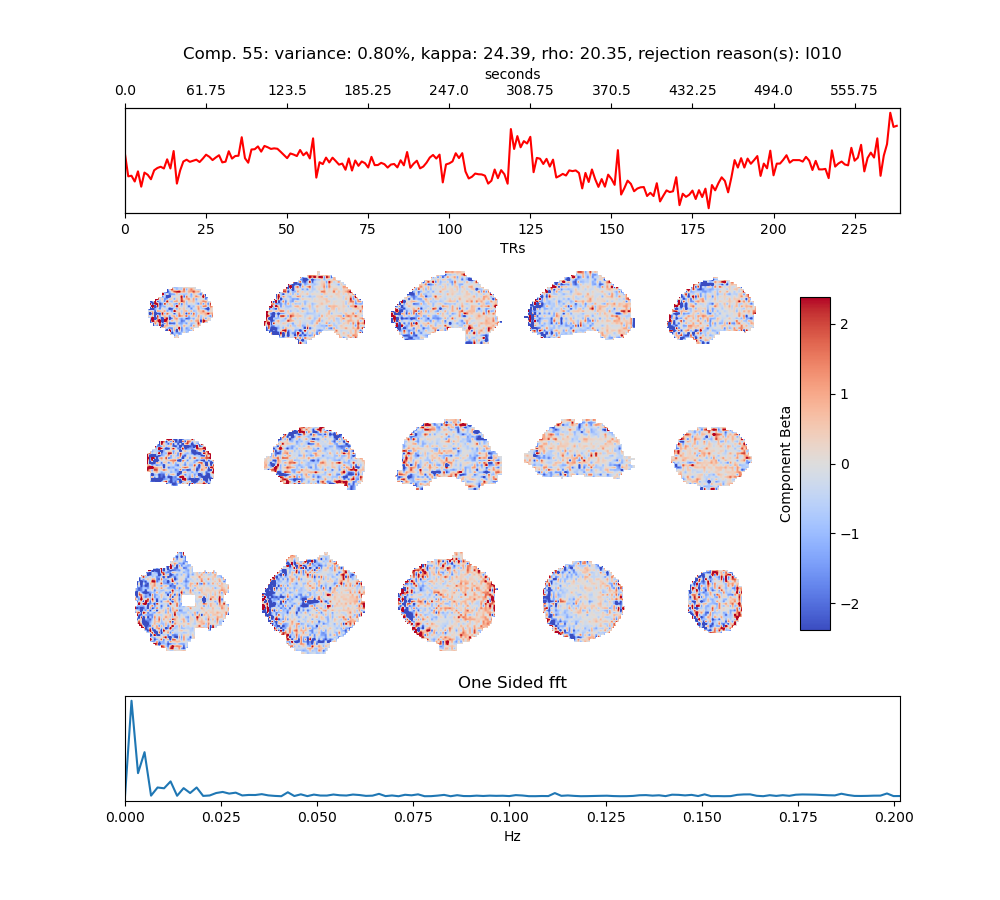 Comp. 55: variance: 0.80%, kappa: 24.39, rho: 20.35, rejection reason(s): I010
seconds
0.0 61.75 123.5 185.25 247.0 308.75 370.5 432.25 494.0 555.75
0 25 50 75 100 125 150 175 200 225
TRs
2
1
0
−1
−2
Component Beta
One Sided fft
0.000 0.025 0.050 0.075 0.100 0.125 0.150 0.175 0.200
Hz